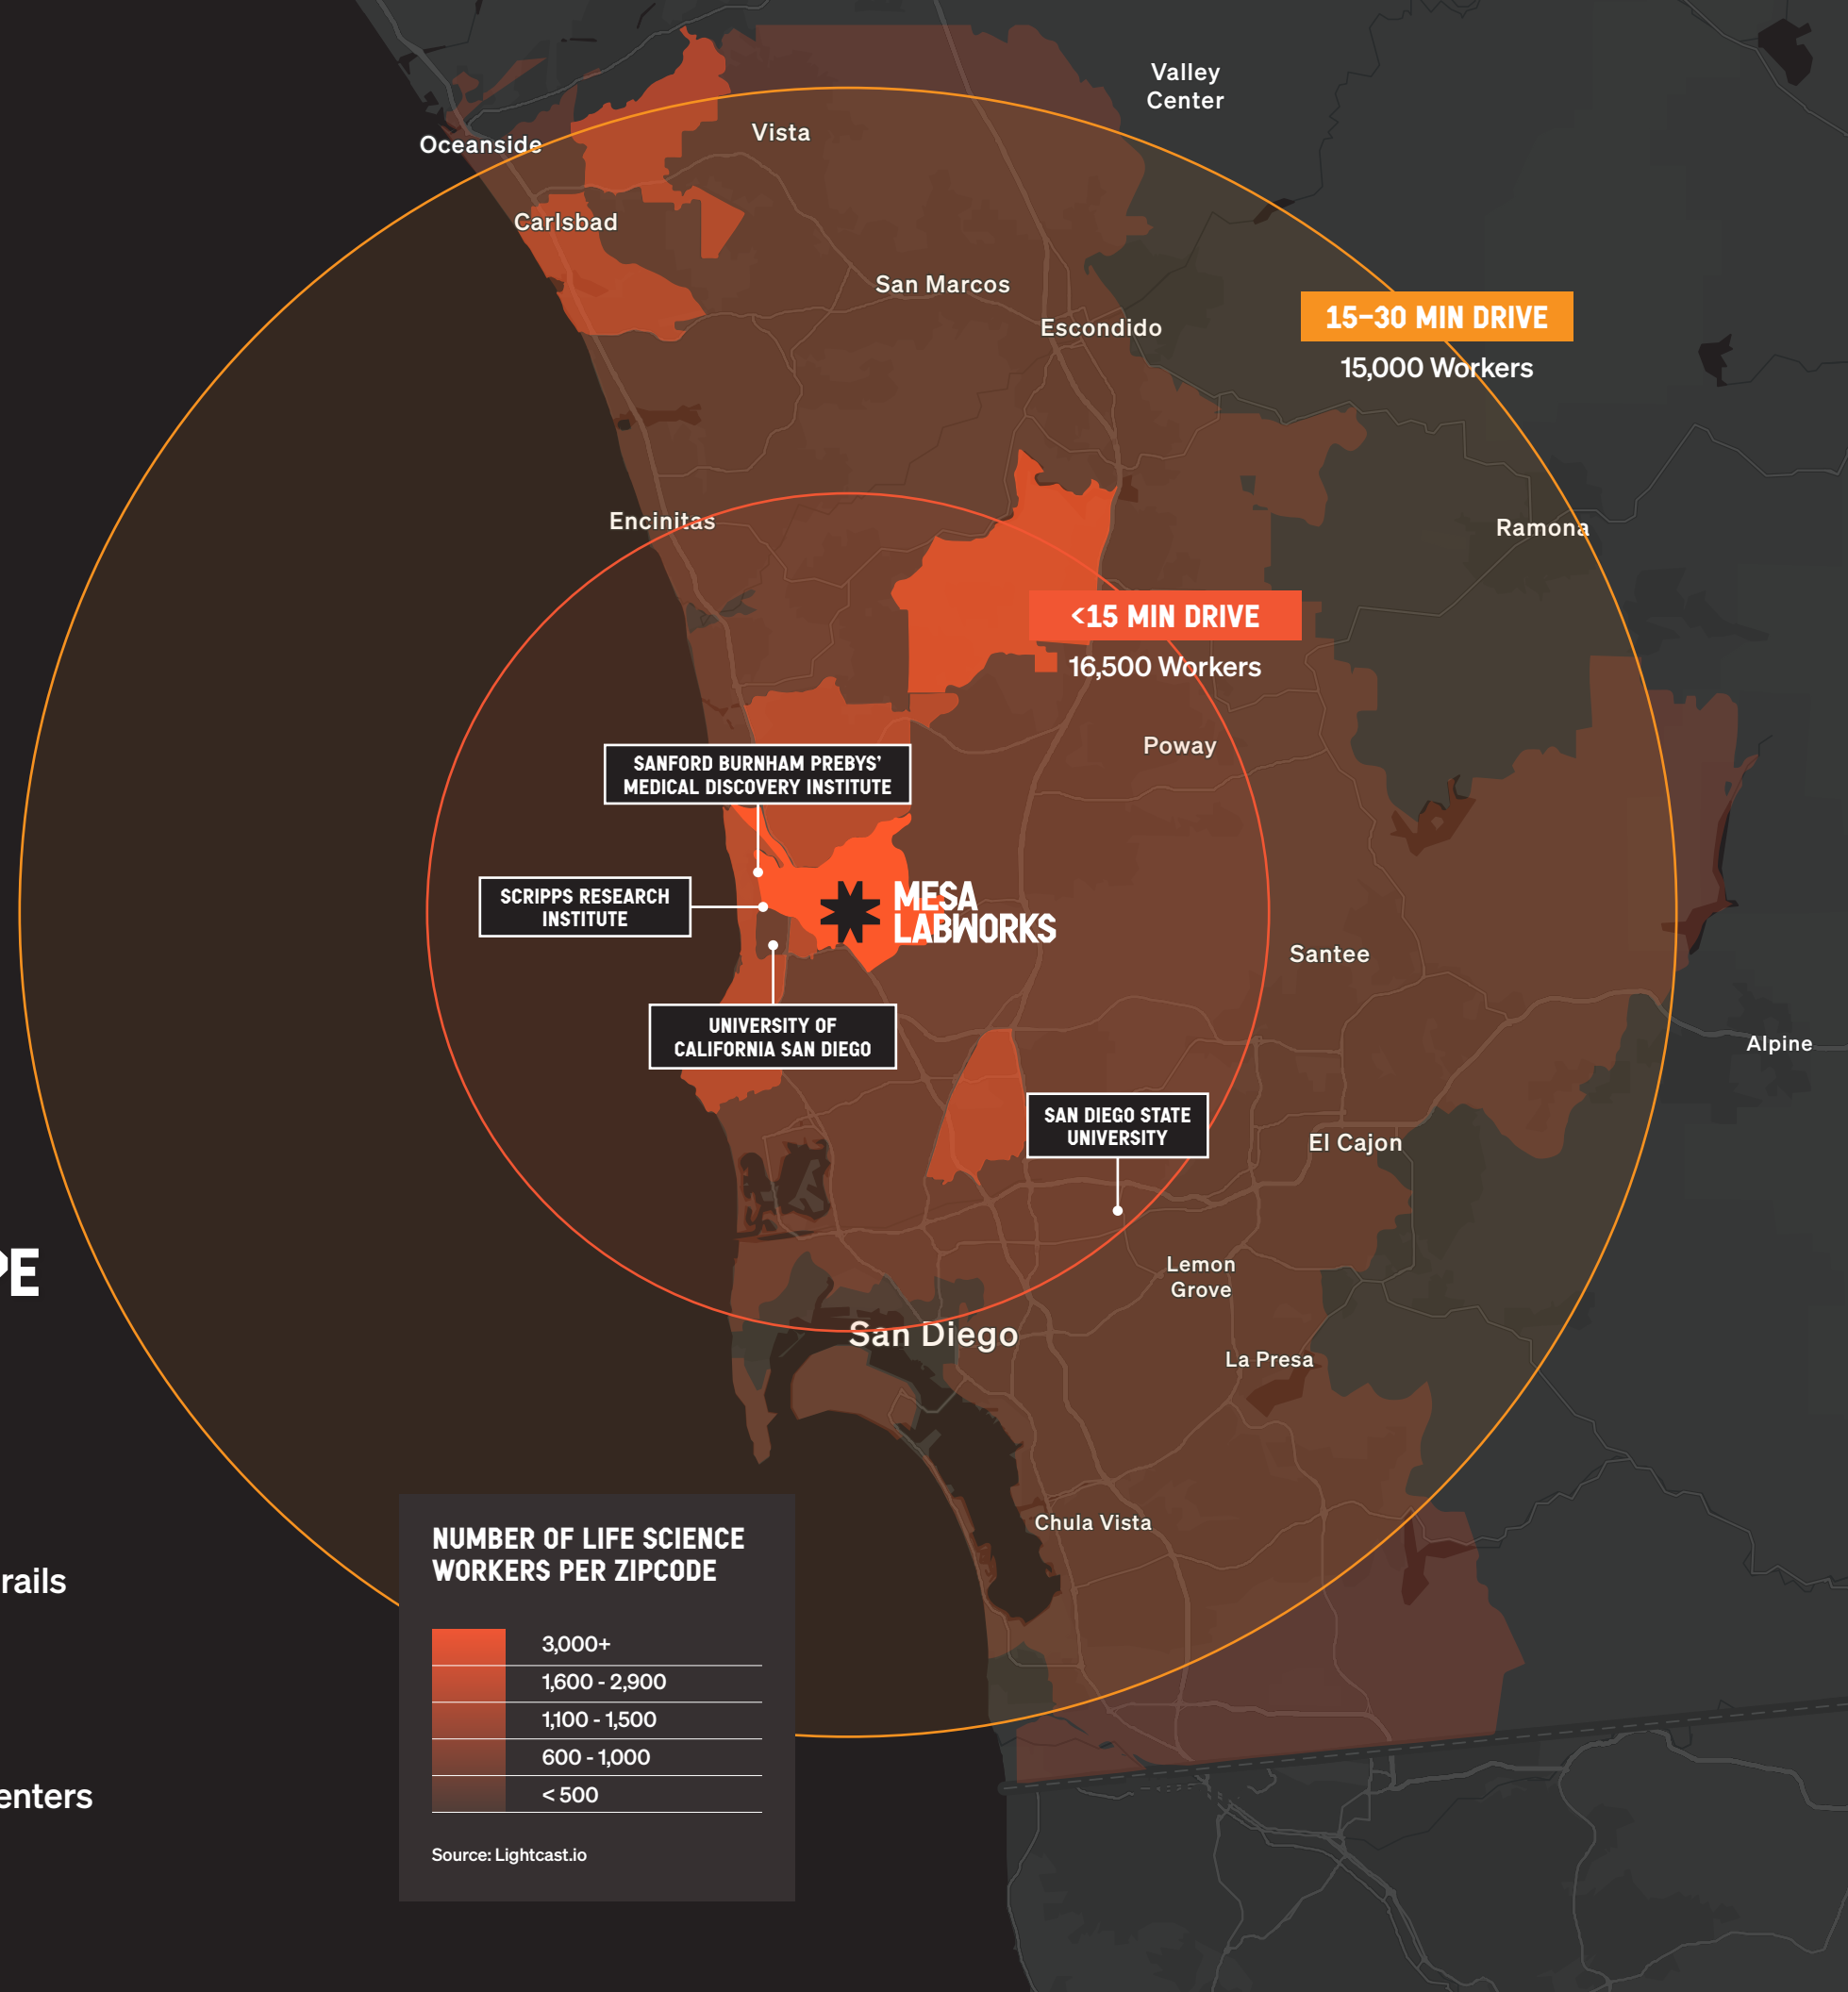 Valley
Center
Oceanside
Vista
Carlsbad
San Marcos
Escondido
15–30 MIN DRIVE
15,000 Workers
Encinitas
Ramona
<15 MIN DRIVE
16,500 Workers
Poway
SANFORD BURNHAM PREBYS’
MEDICAL DISCOVERY INSTITUTE
SCRIPPS RESEARCH
INSTITUTE
MESA
LABWORKS
Santee
UNIVERSITY OF
CALIFORNIA SAN DIEGO
Alpine
SAN DIEGO STATE
UNIVERSITY
El Cajon
PE
Lemon
Grove
San Diego
La Presa
Chula Vista
NUMBER OF LIFE SCIENCE
WORKERS PER ZIPCODE
rails
3,000+
1,600 - 2,900
1,100 - 1,500
600 - 1,000
< 500
enters
Source: Lightcast.io